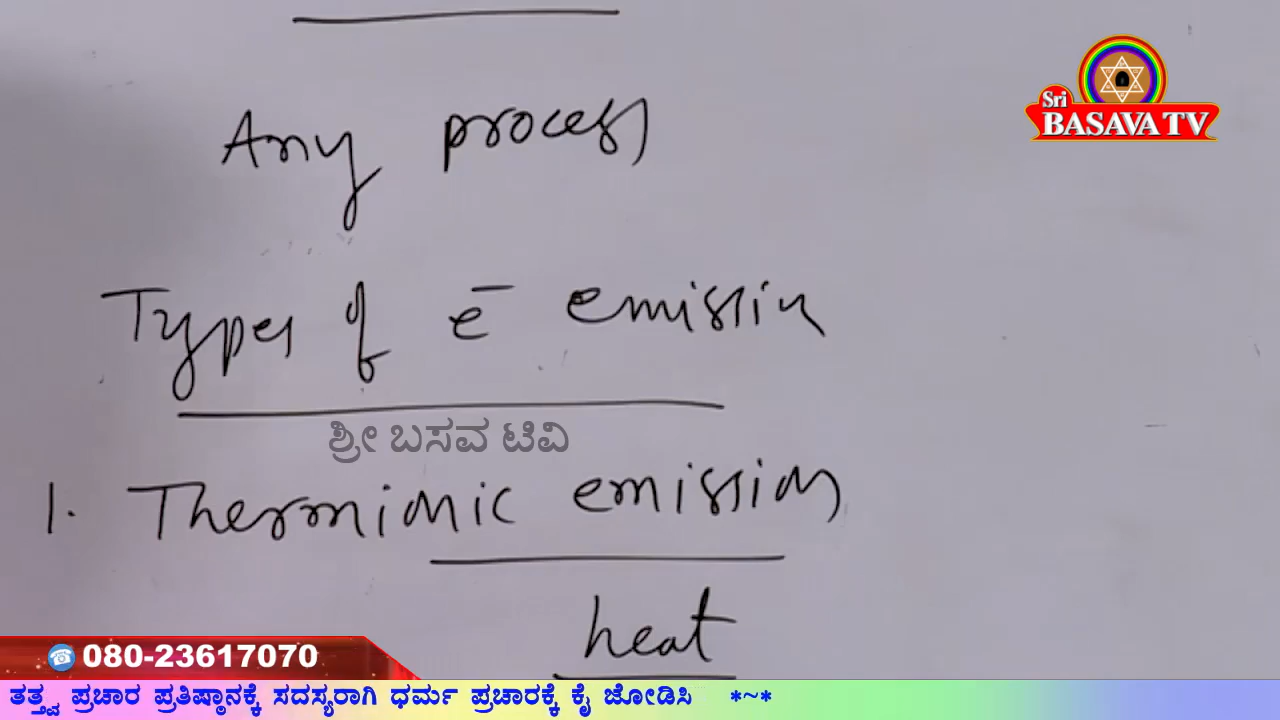 Sri
BASAVA TV
Any process
Types of e⁻ emission
ಶ್ರೀ ಬಸವ ಟಿವಿ
1. Thermionic emission
heat
080-23617070
ತತ್ತ್ವ ಪ್ರಚಾರ ಪ್ರತಿಷ್ಠಾನಕ್ಕೆ ಸದಸ್ಯರಾಗಿ ಧರ್ಮ ಪ್ರಚಾರಕ್ಕೆ ಕೈ ಜೋಡಿಸಿ *~*